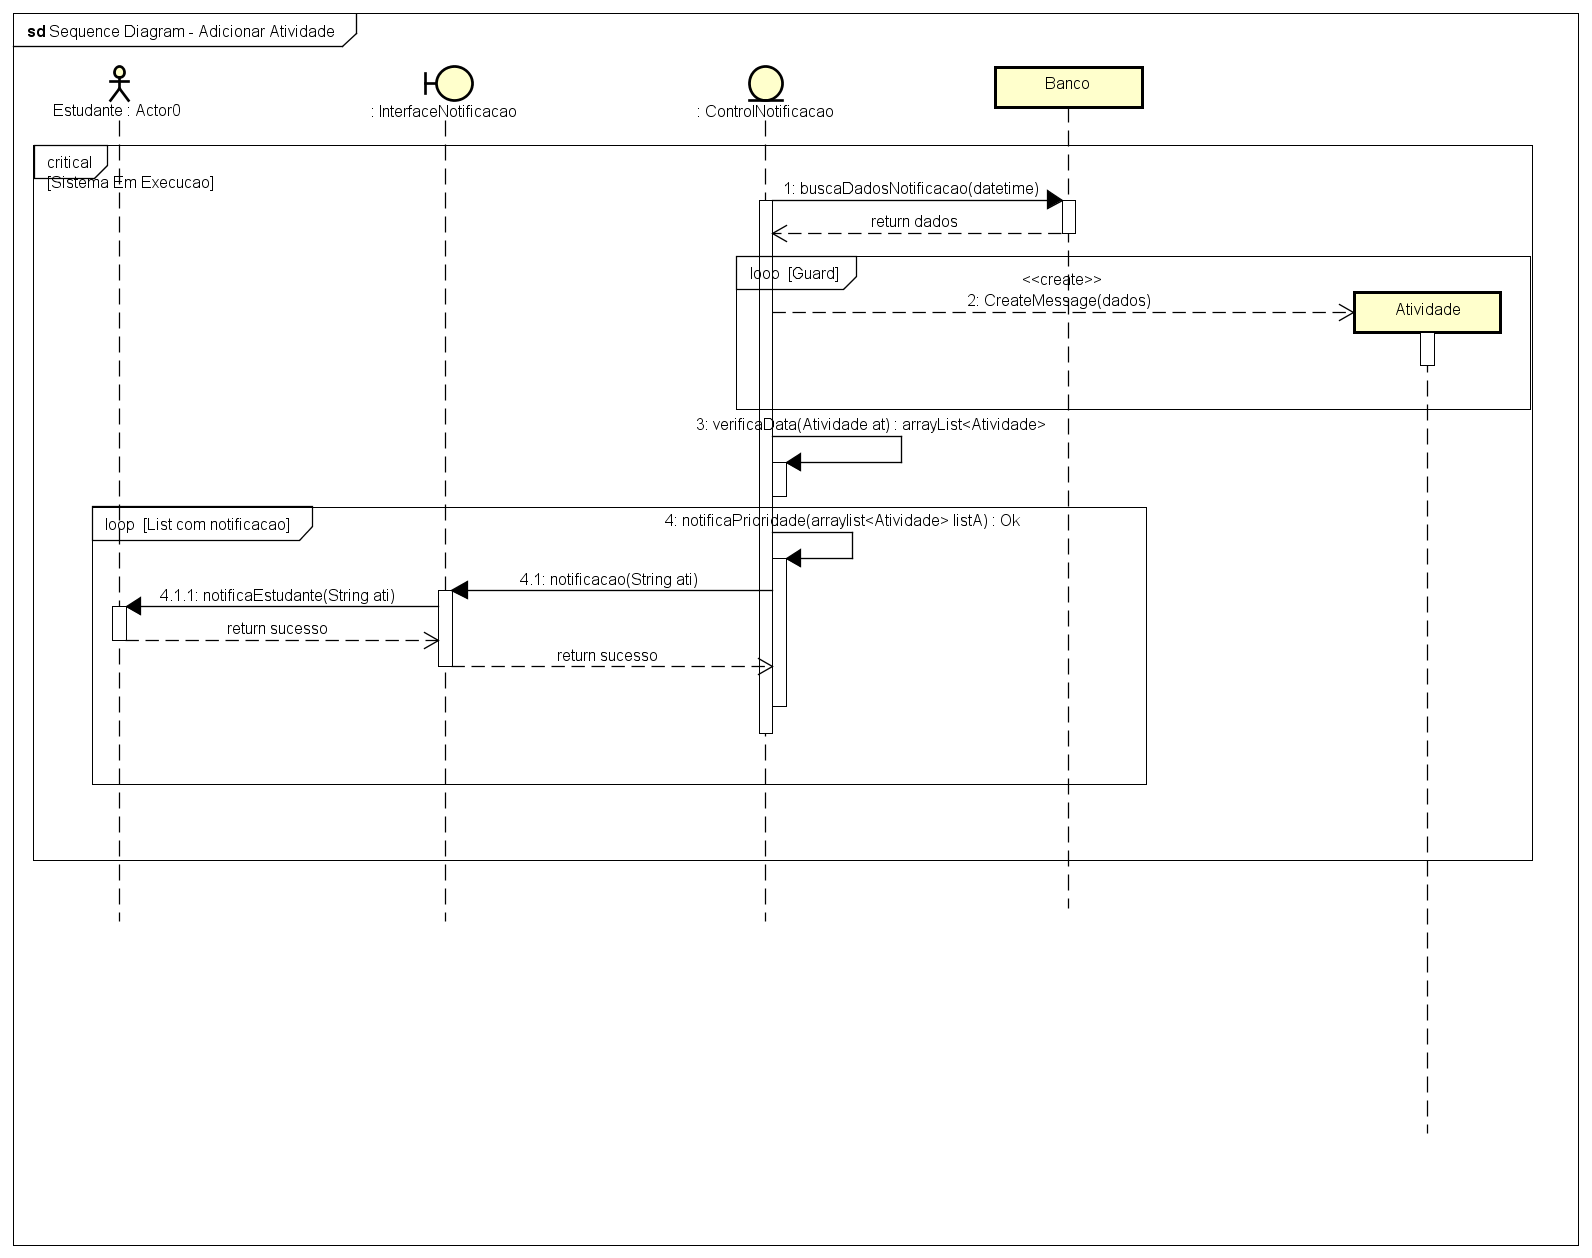 sd Sequence Diagram - Adicionar Atividade
Estudante : Actor0
: InterfaceNotificacao
: ControlNotificacao
Banco
critical
[Sistema Em Execucao]
1: buscaDadosNotificacao(datetime)
return dados
loop [Guard]
<<create>>
2: CreateMessage(dados)
Atividade
3: verificaData(Atividade at) : arrayList<Atividade>
loop [List com notificacao]
4: notificaPrioridade(arraylist<Atividade> listA) : Ok
4.1: notificacao(String ati)
4.1.1: notificaEstudante(String ati)
return sucesso
return sucesso